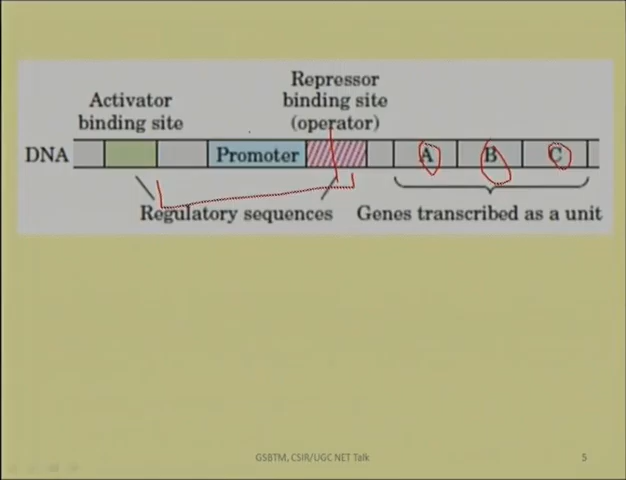 Activator
binding site
Repressor
binding site
(operator)
DNA
Promoter
A
B
C
Regulatory sequences
Genes transcribed as a unit
GSBTM, CSIR/UGC NET Talk
5